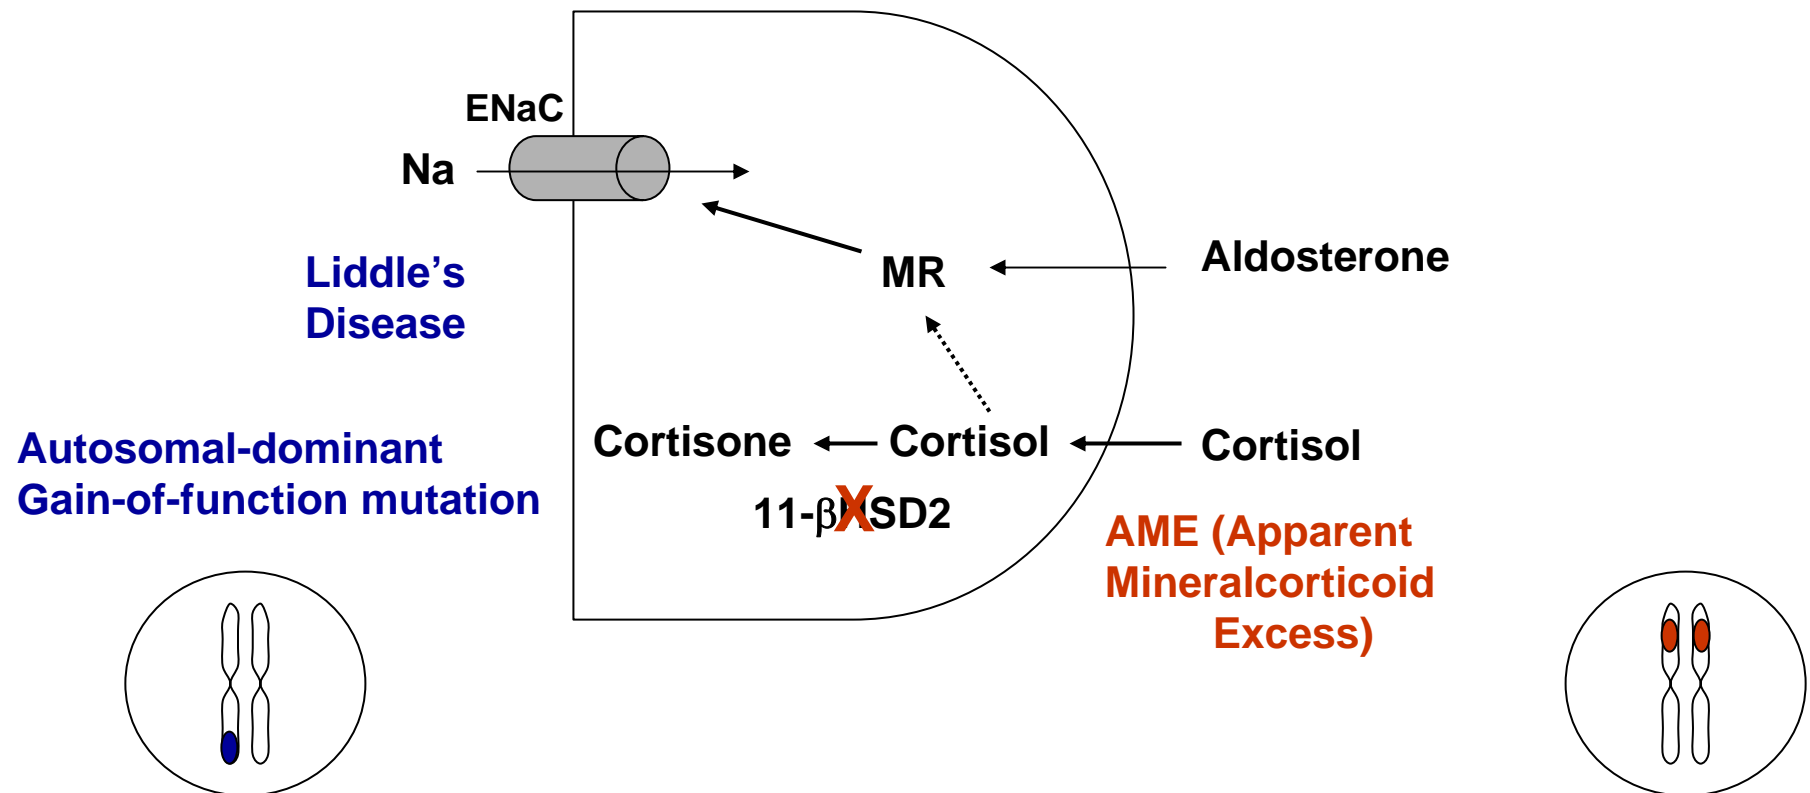 ENaC
Na
Liddle's
Disease
MR
Aldosterone
Autosomal-dominant
Gain-of-function mutation
Cortisone
Cortisol
Cortisol
11-βHSD2
X
AME (Apparent
Mineralcorticoid
Excess)